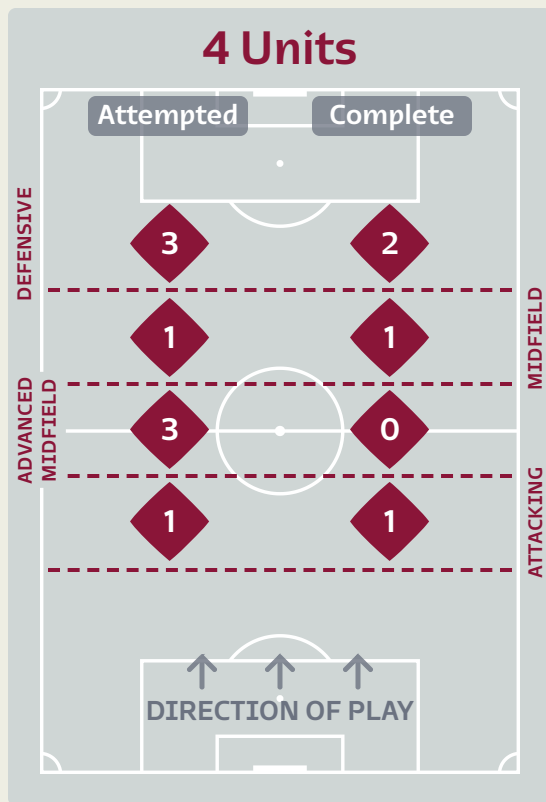 4 Units
Attempted Complete
DEFENSIVE
3 2
1 1
MIDFIELD
ADVANCED
MIDFIELD
3 0
1 1
ATTACKING
DIRECTION OF PLAY